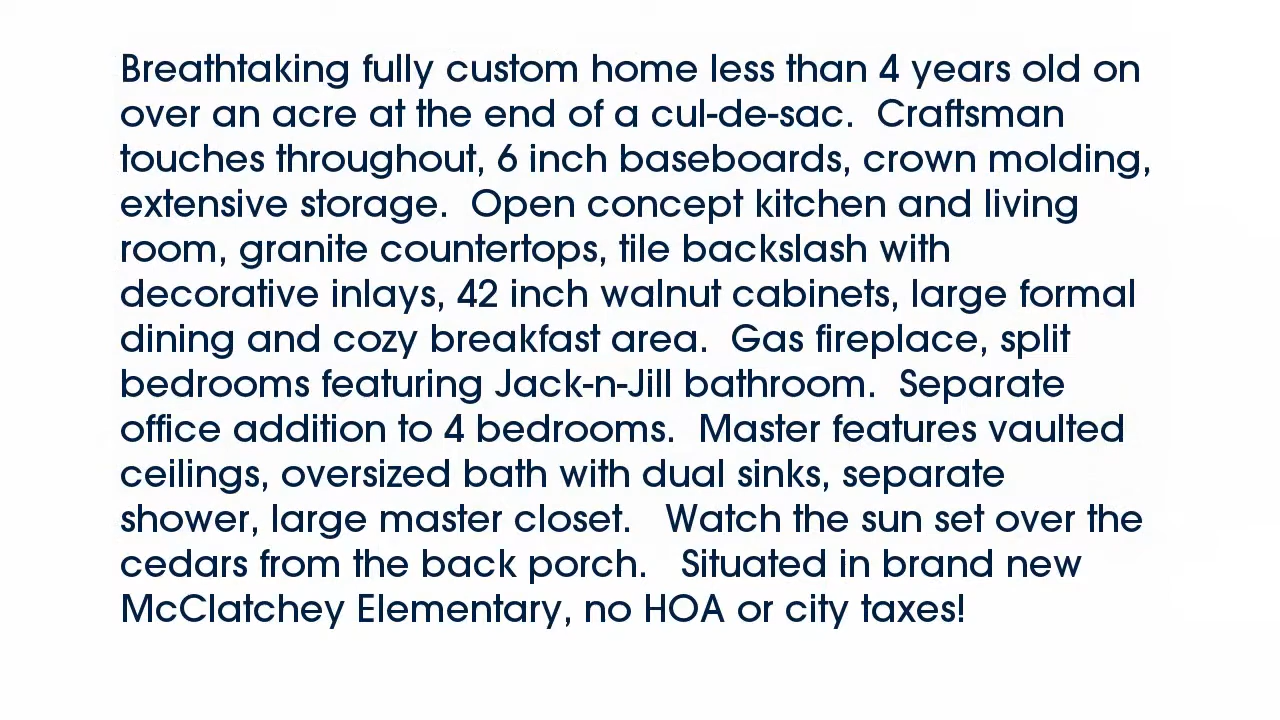 Breathtaking fully custom home less than 4 years old on
over an acre at the end of a cul-de-sac.  Craftsman
touches throughout, 6 inch baseboards, crown molding,
extensive storage.  Open concept kitchen and living
room, granite countertops, tile backslash with
decorative inlays, 42 inch walnut cabinets, large formal
dining and cozy breakfast area.  Gas fireplace, split
bedrooms featuring Jack-n-Jill bathroom.  Separate
office addition to 4 bedrooms.  Master features vaulted
ceilings, oversized bath with dual sinks, separate
shower, large master closet.   Watch the sun set over the
cedars from the back porch.   Situated in brand new
McClatchey Elementary, no HOA or city taxes!